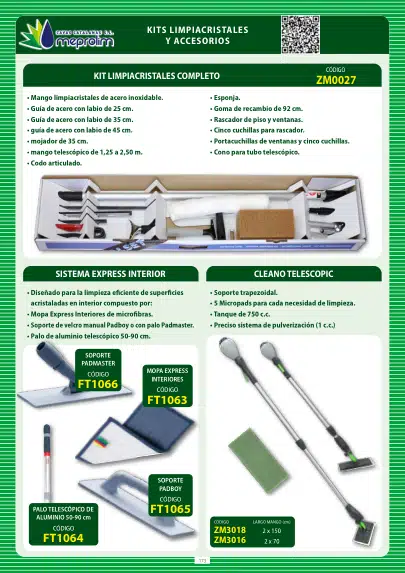 GAMAS CATALANAS S.L.
meprolim
KITS LIMPIACRISTALES
Y ACCESORIOS
KIT LIMPIACRISTALES COMPLETO
CÓDIGO
ZM0027
• Mango limpiacristales de acero inoxidable.
• Guía de acero con labio de 25 cm.
• Guía de acero con labio de 35 cm.
• guía de acero con labio de 45 cm.
• mojador de 35 cm.
• mango telescópico de 1,25 a 2,50 m.
• Codo articulado.
• Esponja.
• Goma de recambio de 92 cm.
• Rascador de piso y ventanas.
• Cinco cuchillas para rascador.
• Portacuchillas de ventanas y cinco cuchillas.
• Cono para tubo telescópico.
SISTEMA EXPRESS INTERIOR
• Diseñado para la limpieza eficiente de superficies
acristaladas en interior compuesto por:
• Mopa Express Interiores de microfibras.
• Soporte de velcro manual Padboy o con palo Padmaster.
• Palo de aluminio telescópico 50-90 cm.
SOPORTE
PADMASTER
CÓDIGO
FT1066
MOPA EXPRESS
INTERIORES
CÓDIGO
FT1063
SOPORTE
PADBOY
CÓDIGO
FT1065
PALO TELESCÓPICO DE
ALUMINIO 50-90 cm
CÓDIGO
FT1064
CLEANO TELESCOPIC
• Soporte trapezoidal.
• 5 Micropads para cada necesidad de limpieza.
• Tanque de 750 c.c.
• Preciso sistema de pulverización (1 c.c.)
CÓDIGO LARGO MANGO (cm)
ZM3018 2 x 150
ZM3016 2 x 70